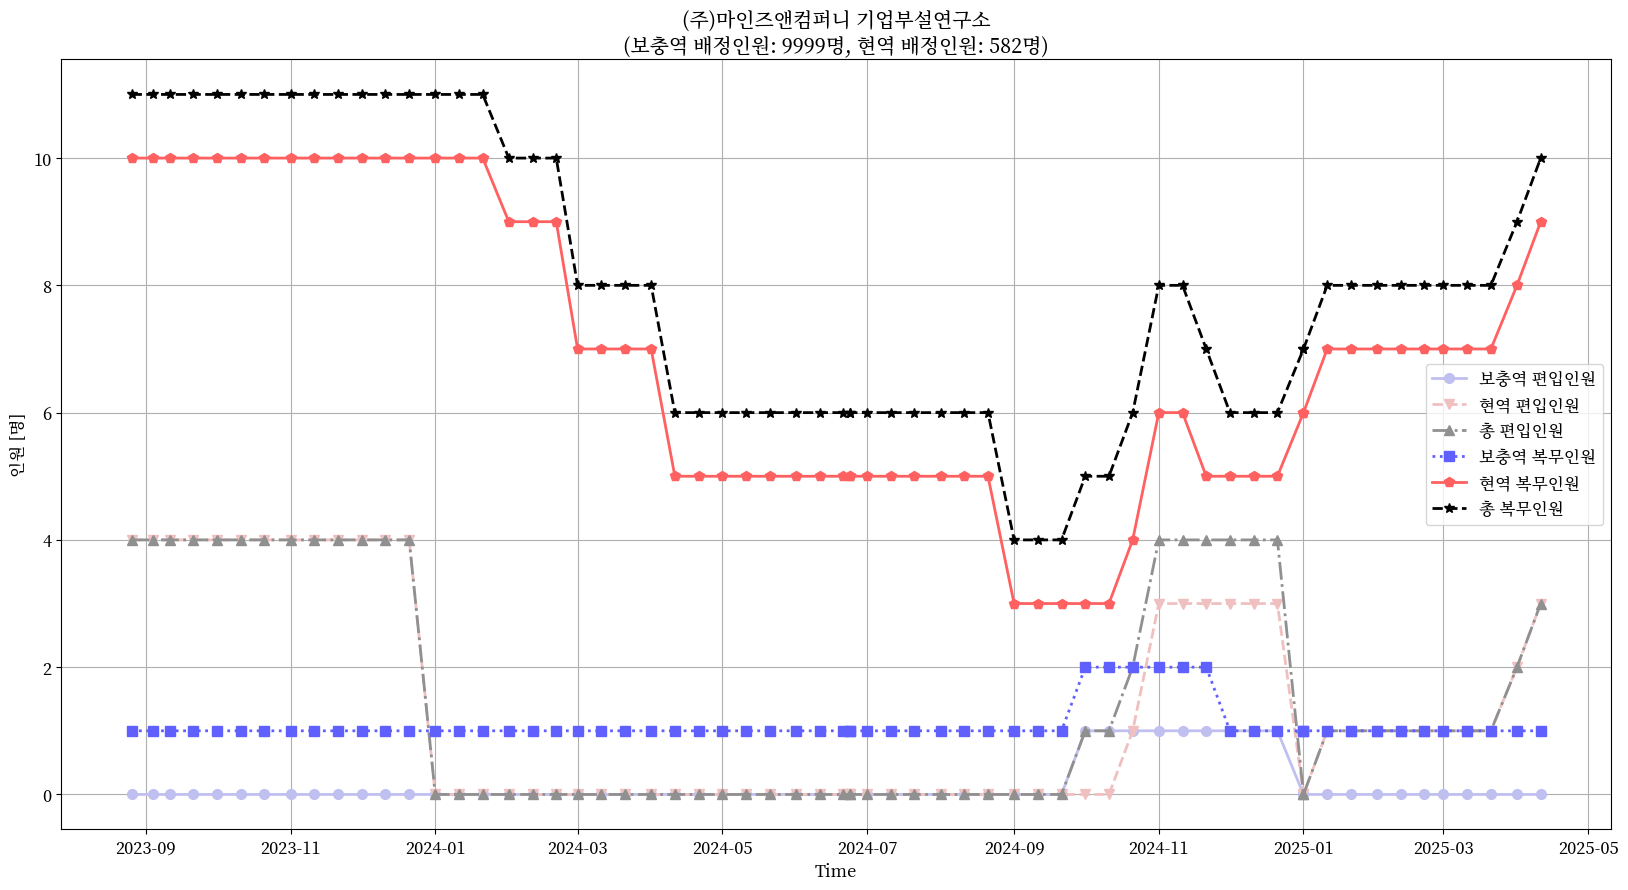 (주)마인즈앤컴퍼니 기업부설연구소
(보충역 배정인원: 9999명, 현역 배정인원: 582명)
인원 [명]
10
8
6
4
2
0
보충역 편입인원
현역 편입인원
총 편입인원
보충역 복무인원
현역 복무인원
총 복무인원
2023-09
2023-11
2024-01
2024-03
2024-05
2024-07
2024-09
2024-11
2025-01
2025-03
2025-05
Time